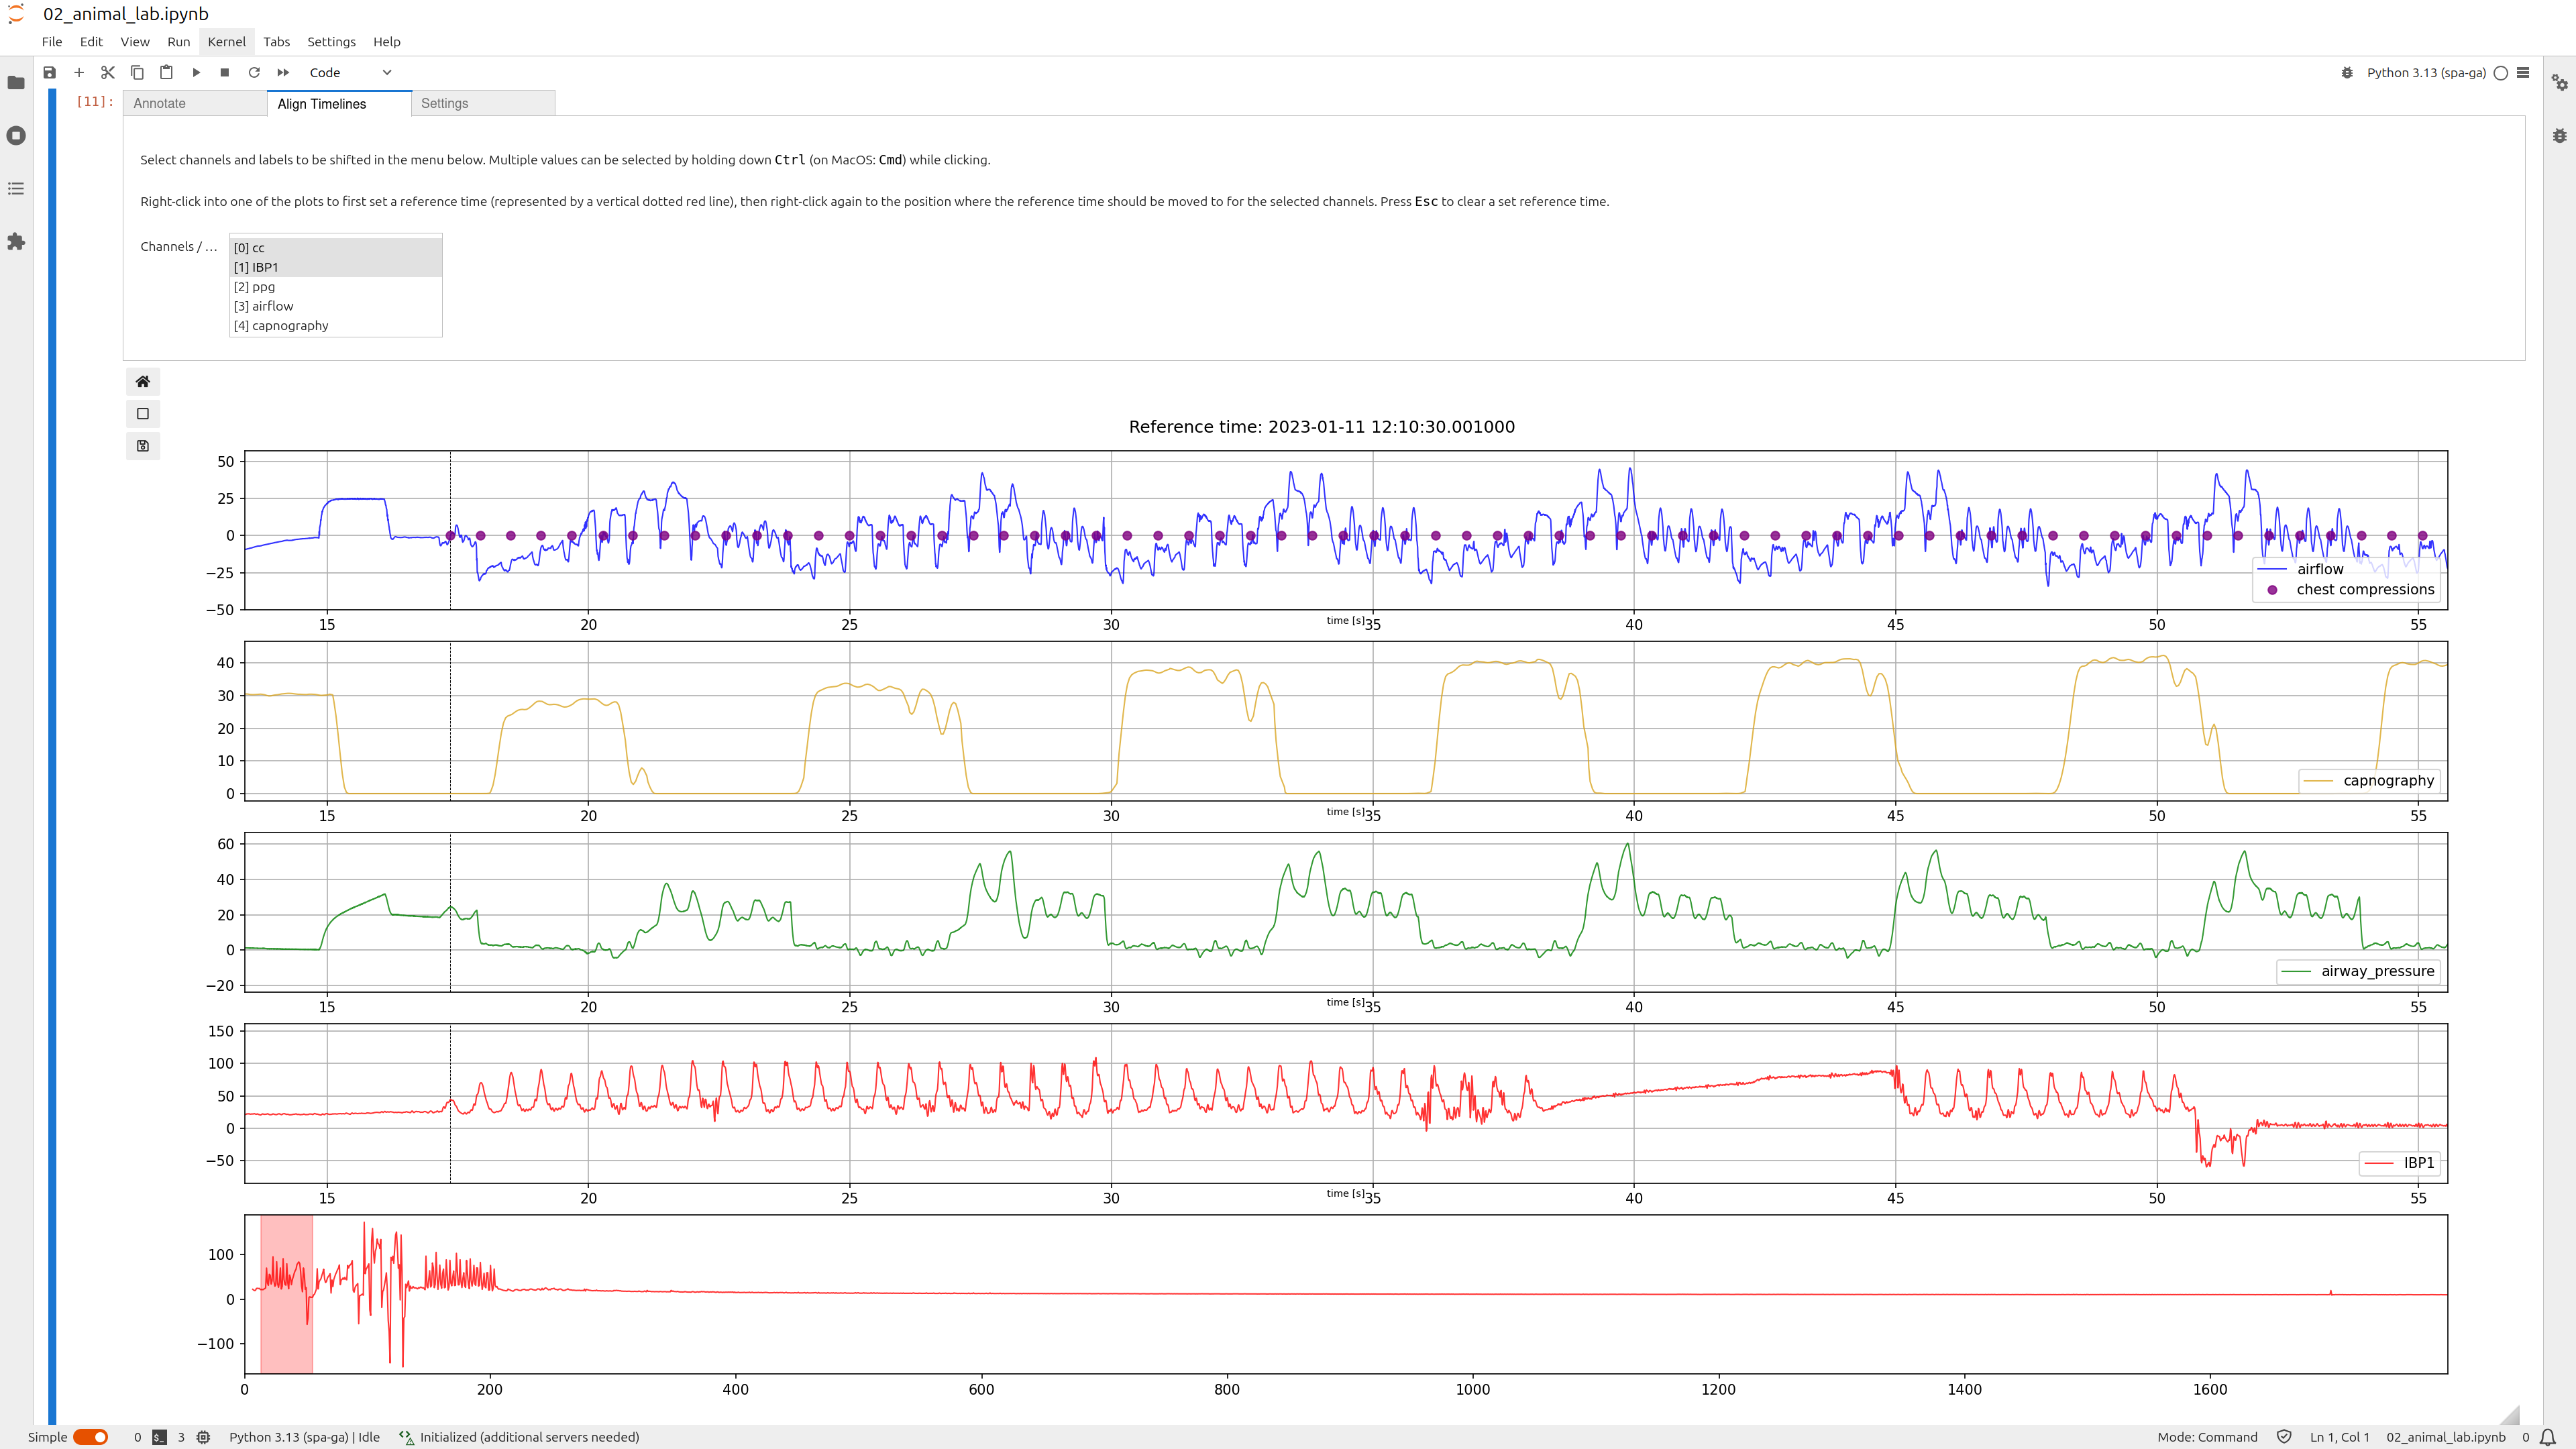 02_animal_lab.ipynb
File Edit View Run Kernel Tabs Settings Help
Code
Python 3.13 (spa-ga)
[11]:
Annotate Align Timelines Settings
Select channels and labels to be shifted in the menu below. Multiple values can be selected by holding down Ctrl (on MacOS: Cmd) while clicking.
Right-click into one of the plots to first set a reference time (represented by a vertical dotted red line), then right-click again to the position where the reference time should be moved to for the selected channels. Press Esc to clear a set reference time.
Channels / …
[0] cc
[1] IBP1
[2] ppg
[3] airflow
[4] capnography
Reference time: 2023-01-11 12:10:30.001000
50
25
0
−25
−50
airflow
chest compressions
15 20 25 30 35 40 45 50 55
time [s]
40
30
20
10
0
capnography
15 20 25 30 35 40 45 50 55
time [s]
60
40
20
0
−20
airway_pressure
15 20 25 30 35 40 45 50 55
time [s]
150
100
50
0
−50
IBP1
15 20 25 30 35 40 45 50 55
time [s]
100
0
−100
0 200 400 600 800 1000 1200 1400 1600
Simple 0 $_ 3 Python 3.13 (spa-ga) | Idle Initialized (additional servers needed) Mode: Command Ln 1, Col 1 02_animal_lab.ipynb 0